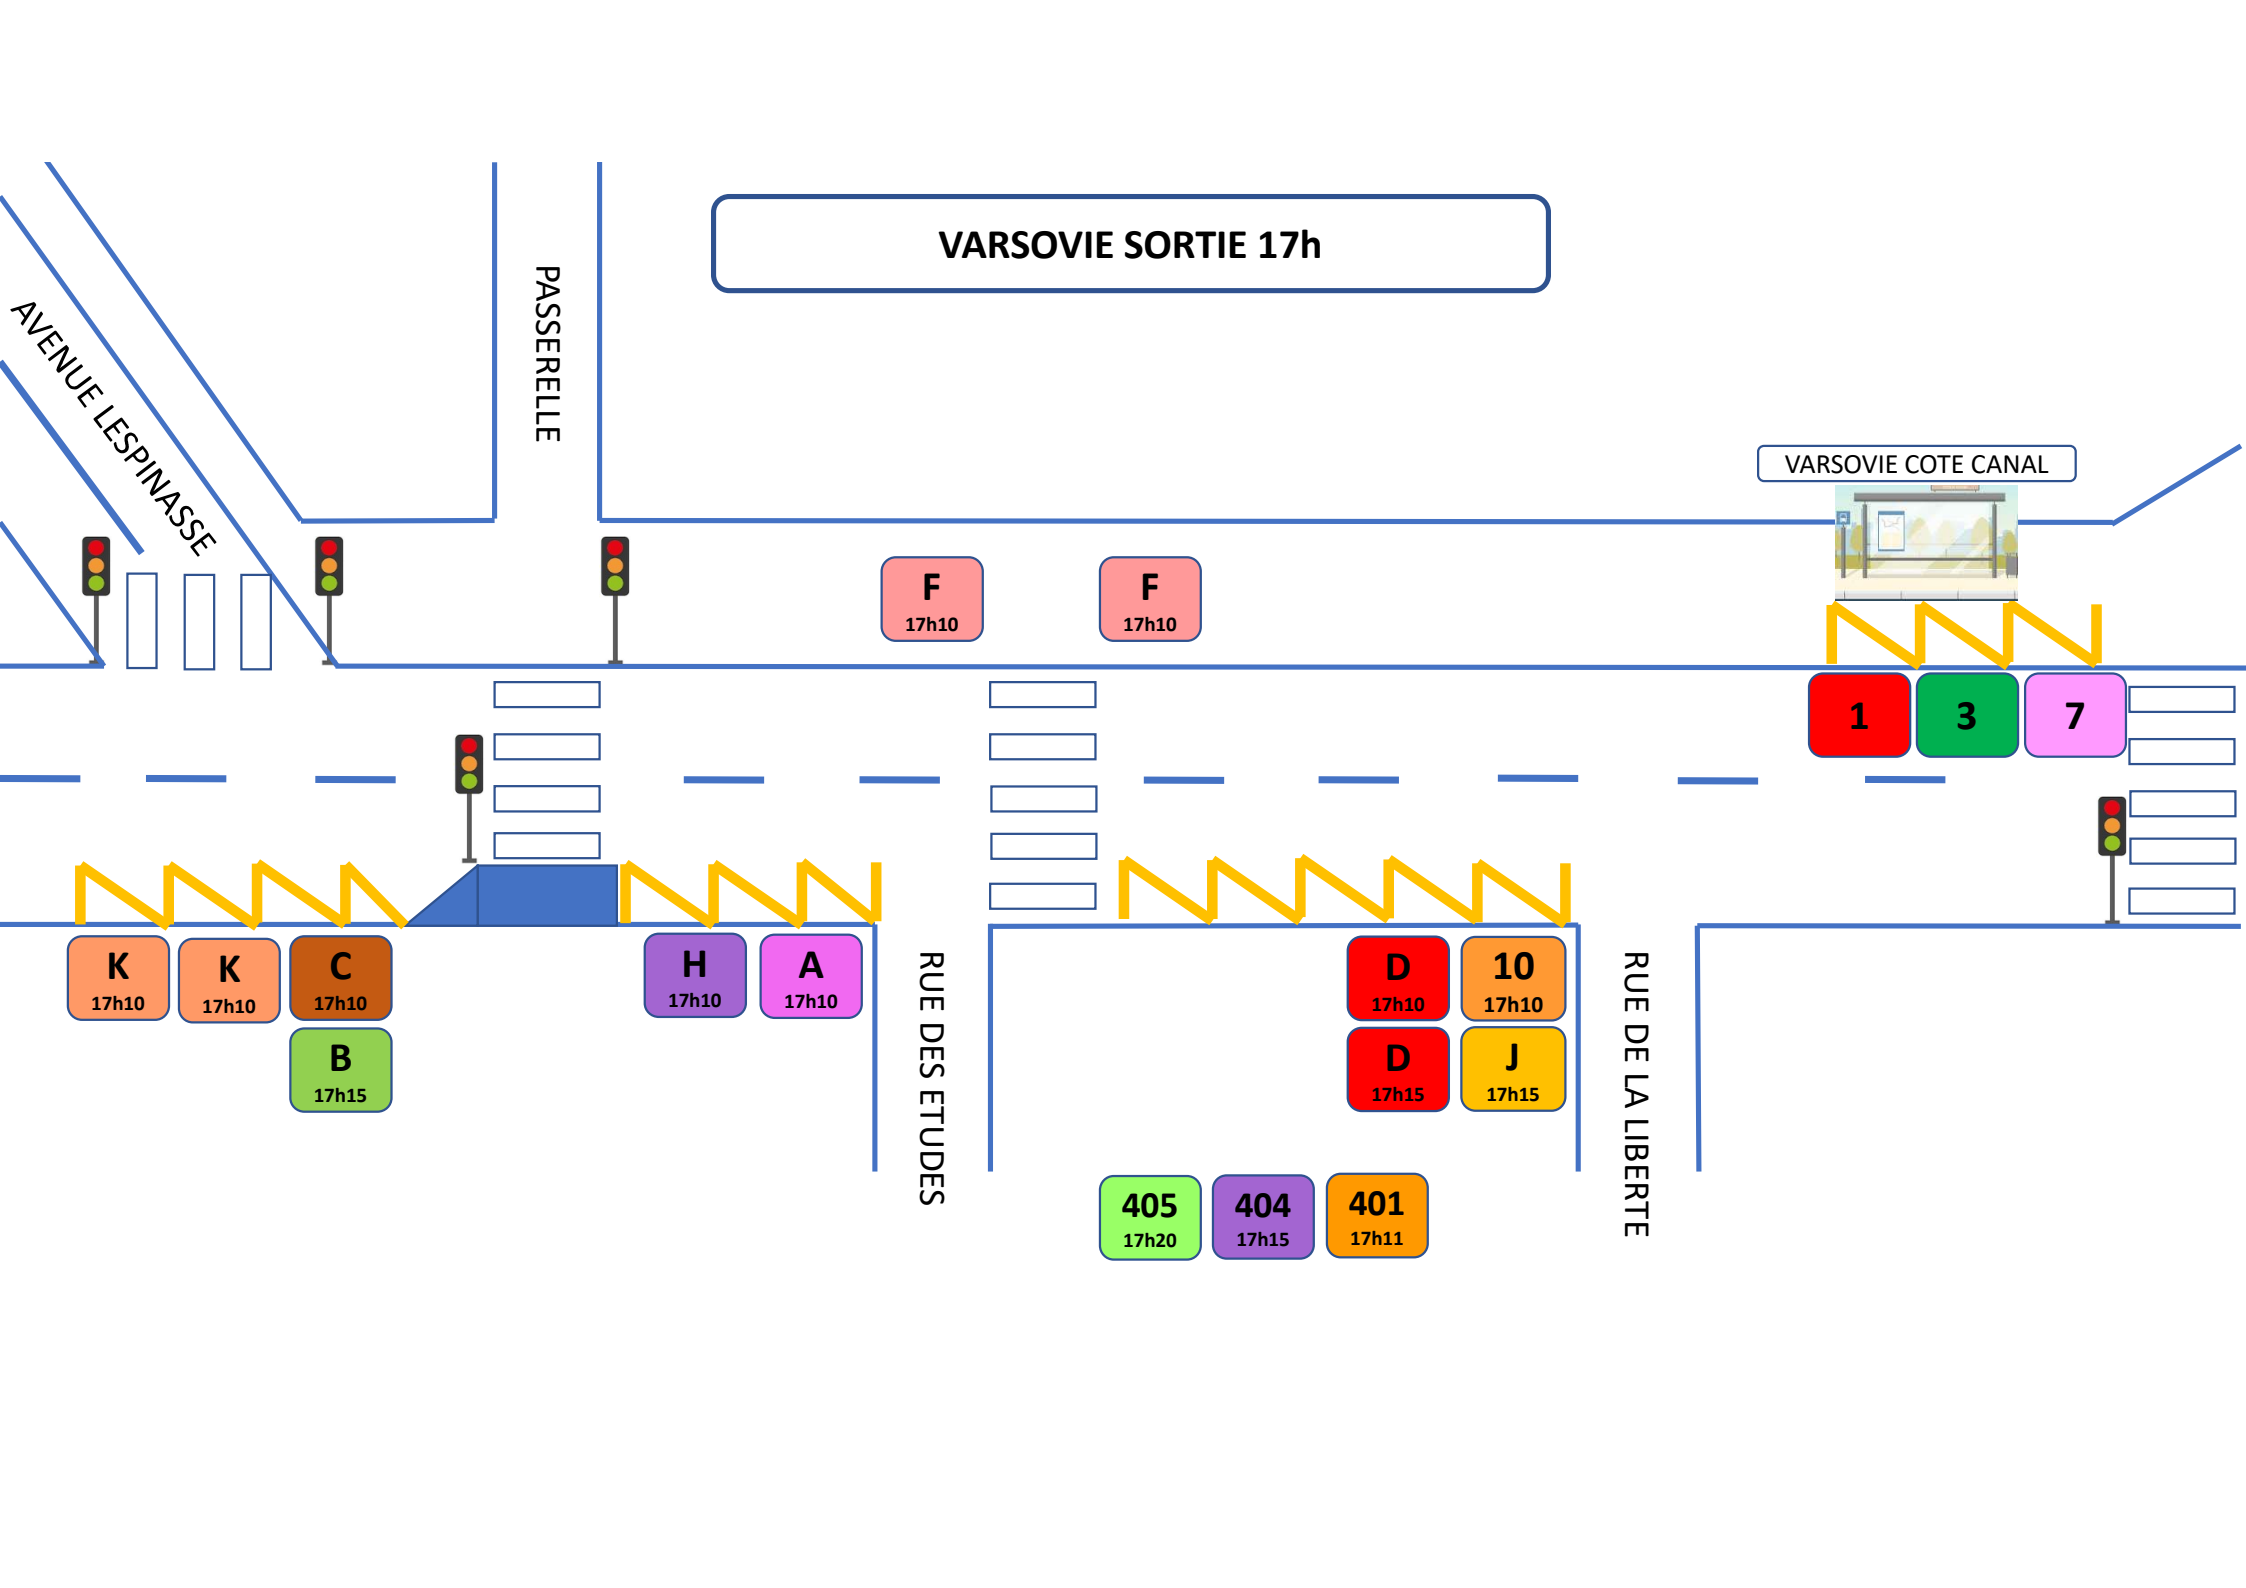 VARSOVIE SORTIE 17h
PASSERELLE
AVENUE LESPINASSE
VARSOVIE COTE CANAL
F
17h10
F
17h10
1
3
7
K
17h10
K
17h10
C
17h10
B
17h15
H
17h10
A
17h10
RUE DES ETUDES
D
17h10
10
17h10
D
17h15
J
17h15
RUE DE LA LIBERTE
405
17h20
404
17h15
401
17h11